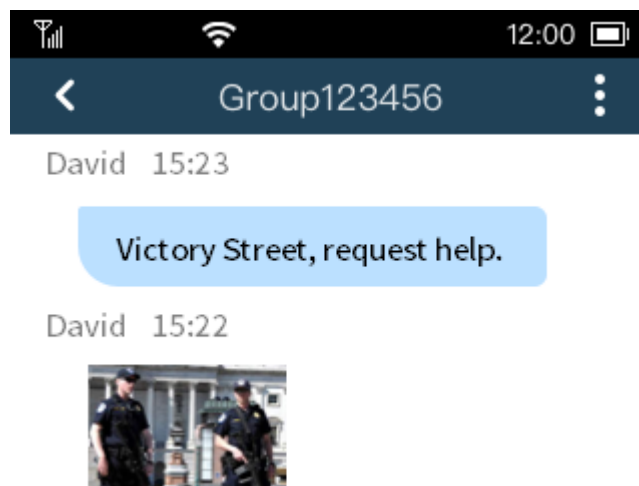 12:00
Group123456
David 15:23
Victory Street, request help.
David 15:22